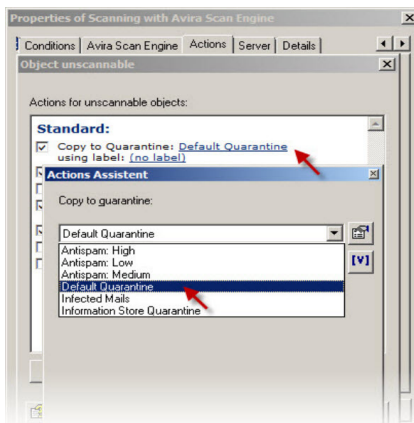 Properties of Scanning with Avira Scan Engine
Conditions Avira Scan Engine Actions Server Details
Object unscannable
Actions for unscannable objects:
Standard:
Copy to Quarantine: Default Quarantine
using label: (no label)
Actions Assistent
Copy to quarantine:
Default Quarantine
Antispam: High
Antispam: Low
Antispam: Medium
Default Quarantine
Infected Mails
Information Store Quarantine
[V]